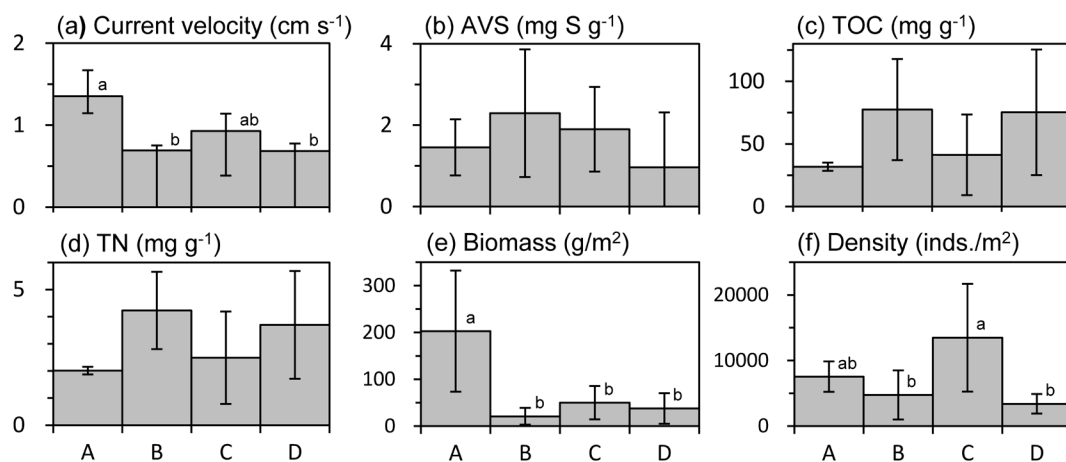 (a) Current velocity (cm s⁻¹)
2
1
0
a
b
ab
b
(b) AVS (mg S g⁻¹)
4
2
0
(c) TOC (mg g⁻¹)
100
50
0
(d) TN (mg g⁻¹)
5
0
A B C D
(e) Biomass (g/m²)
300
200
100
0
a
b
b
b
A B C D
(f) Density (inds./m²)
20000
10000
0
ab
b
a
b
A B C D